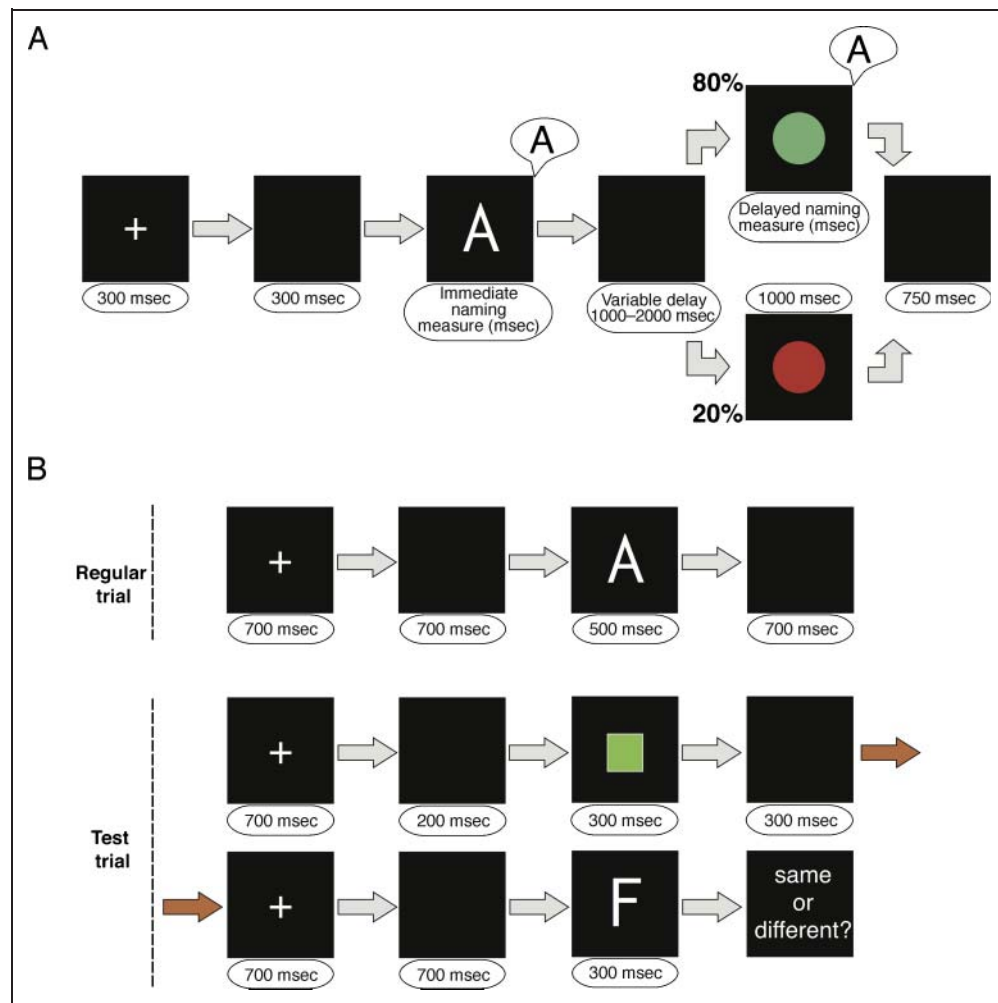 A
A
80%
A
+
A
300 msec
300 msec
Immediate
naming
measure (msec)
Variable delay
1000–2000 msec
Delayed naming
measure (msec)
1000 msec
750 msec
20%
B
Regular
trial
+
A
700 msec
700 msec
500 msec
700 msec
Test
trial
+
700 msec
200 msec
300 msec
300 msec
+
F
same
or
different?
700 msec
700 msec
300 msec